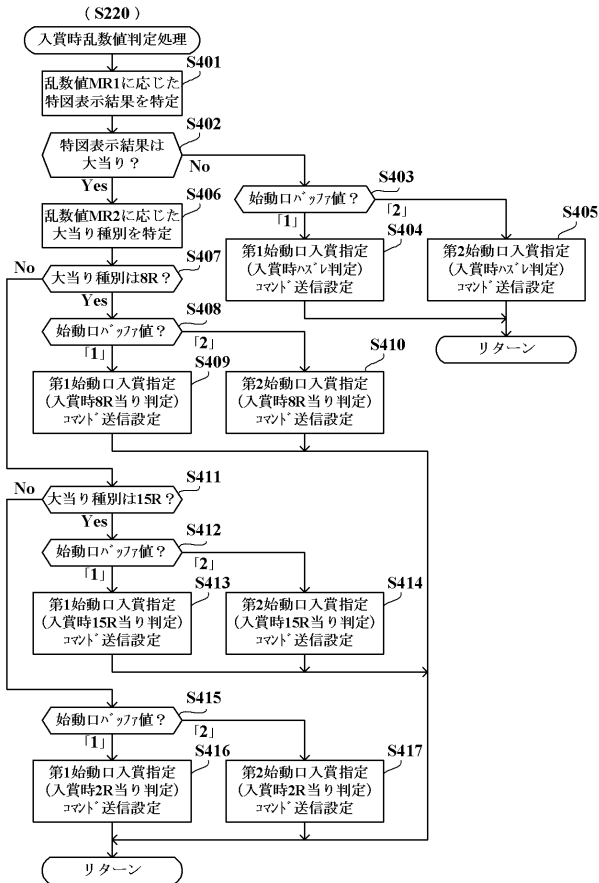 (S220)
入賞時乱数値判定処理
S401
乱数値MR1に応じた
特図表示結果を特定
S402
特図表示結果は
大当り？
No
Yes
S403
始動口ﾊﾞｯﾌｧ値？
「1」
「2」
S404
第1始動口入賞指定
(入賞時ﾊｽﾞﾚ判定)
ｺﾏﾝﾄﾞ送信設定
S405
第2始動口入賞指定
(入賞時ﾊｽﾞﾚ判定)
ｺﾏﾝﾄﾞ送信設定
リターン
S406
乱数値MR2に応じた
大当り種別を特定
S407
大当り種別は8R？
No
Yes
S408
始動口ﾊﾞｯﾌｧ値？
「1」
「2」
S409
第1始動口入賞指定
(入賞時8R当り判定)
ｺﾏﾝﾄﾞ送信設定
S410
第2始動口入賞指定
(入賞時8R当り判定)
ｺﾏﾝﾄﾞ送信設定
S411
大当り種別は15R？
No
Yes
S412
始動口ﾊﾞｯﾌｧ値？
「1」
「2」
S413
第1始動口入賞指定
(入賞時15R当り判定)
ｺﾏﾝﾄﾞ送信設定
S414
第2始動口入賞指定
(入賞時15R当り判定)
ｺﾏﾝﾄﾞ送信設定
S415
始動口ﾊﾞｯﾌｧ値？
「1」
「2」
S416
第1始動口入賞指定
(入賞時2R当り判定)
ｺﾏﾝﾄﾞ送信設定
S417
第2始動口入賞指定
(入賞時2R当り判定)
ｺﾏﾝﾄﾞ送信設定
リターン